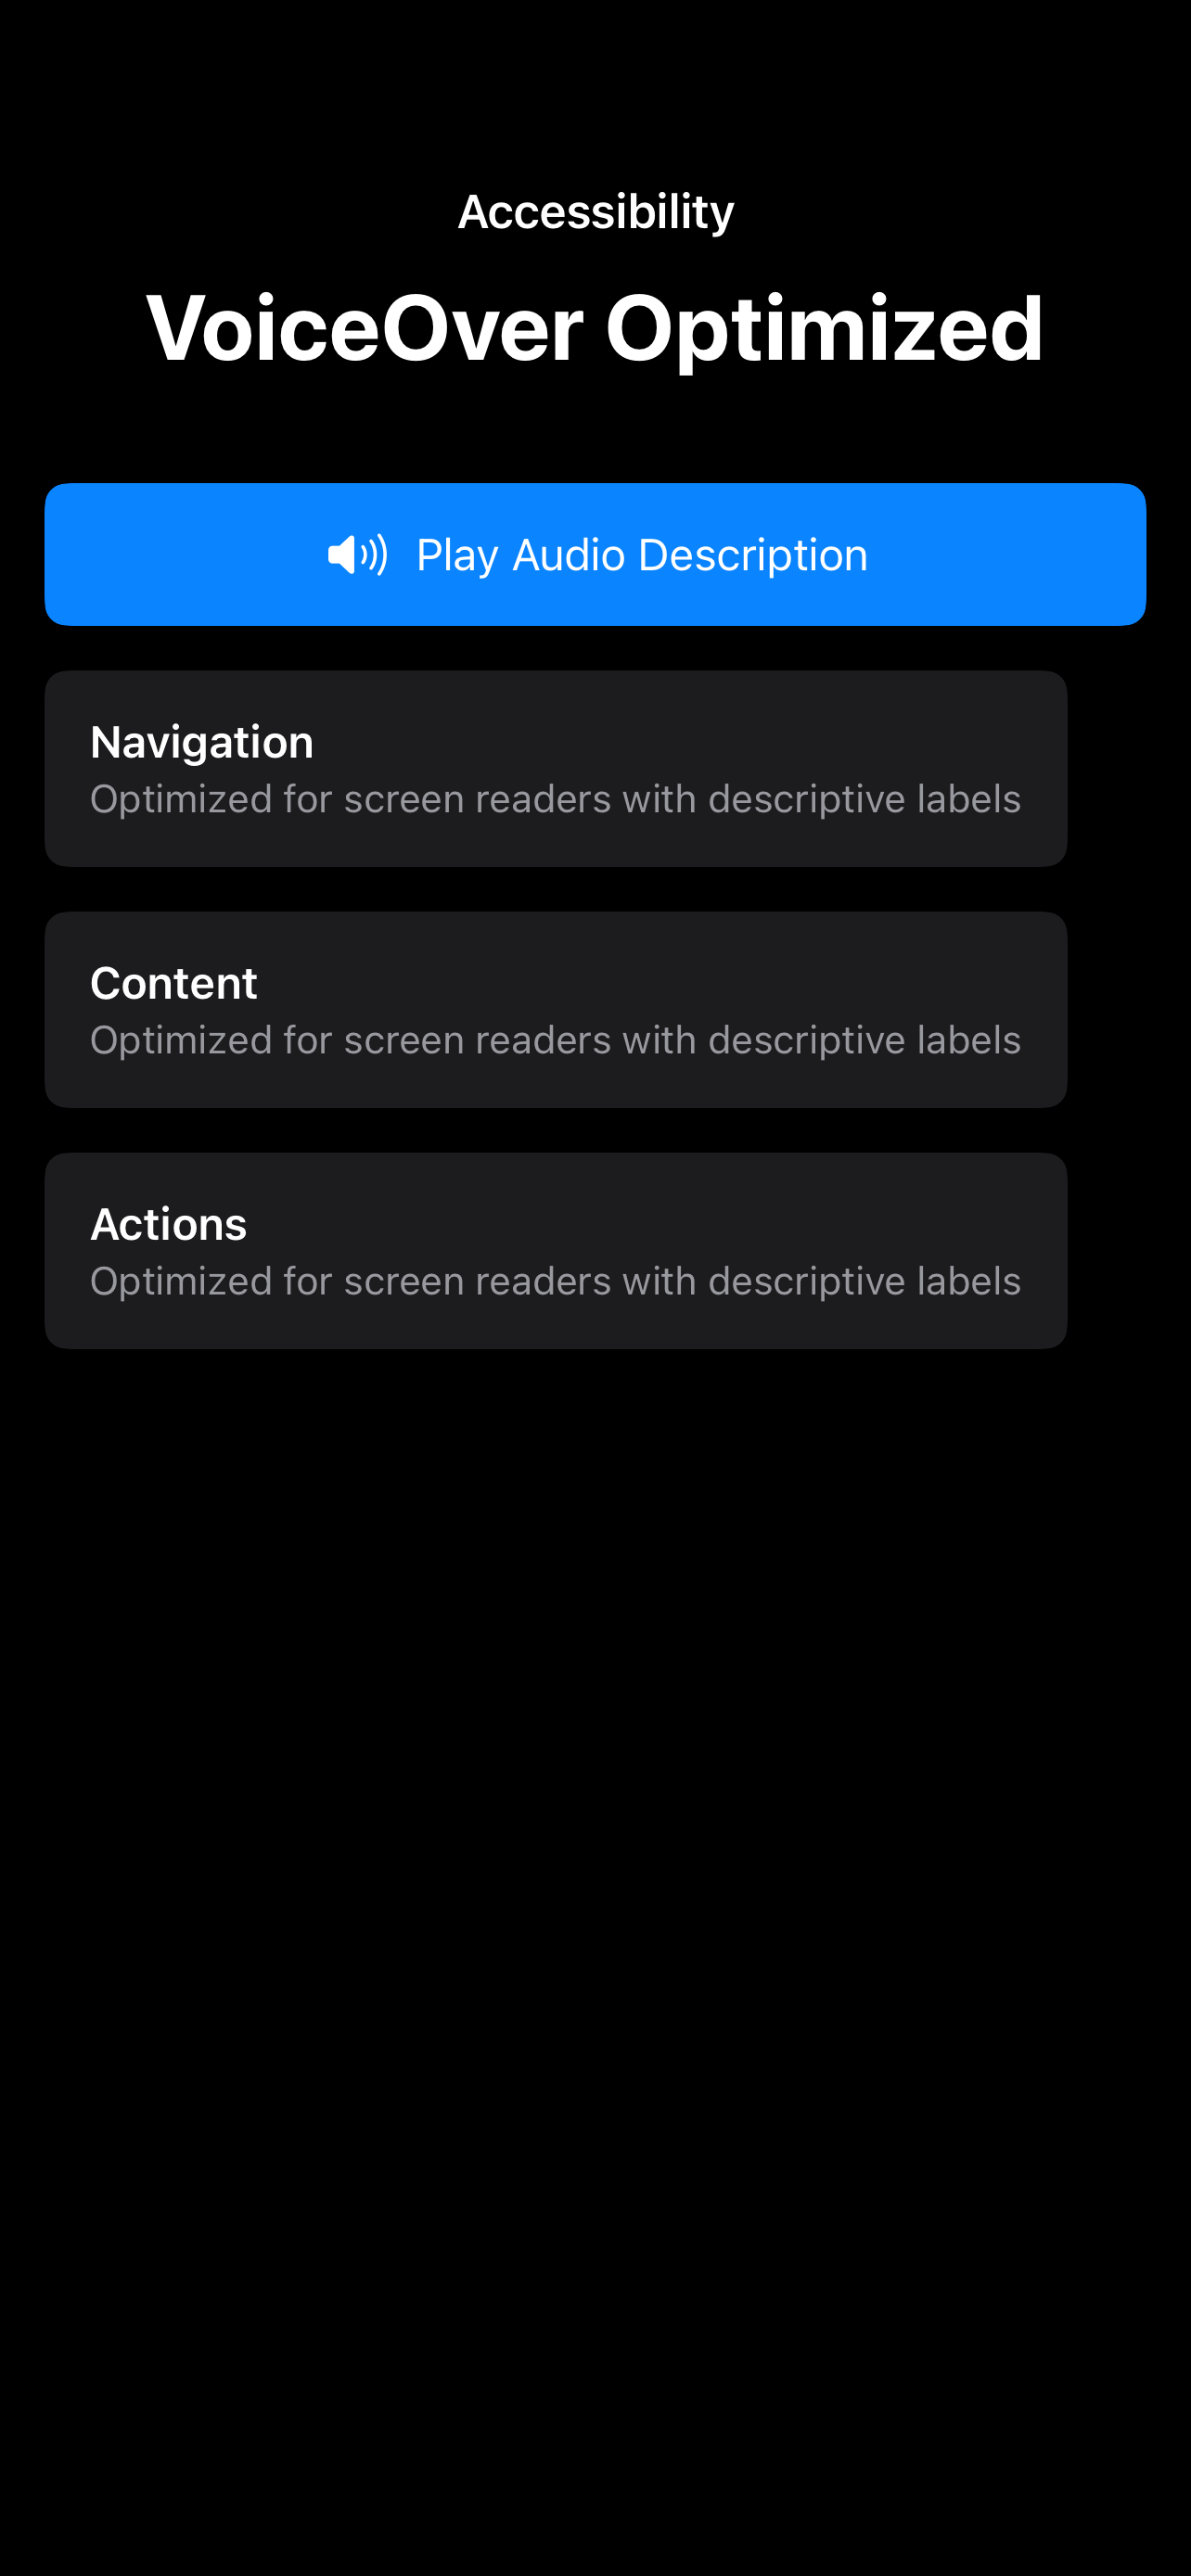 Accessibility
VoiceOver Optimized
Play Audio Description
Navigation
Optimized for screen readers with descriptive labels
Content
Optimized for screen readers with descriptive labels
Actions
Optimized for screen readers with descriptive labels